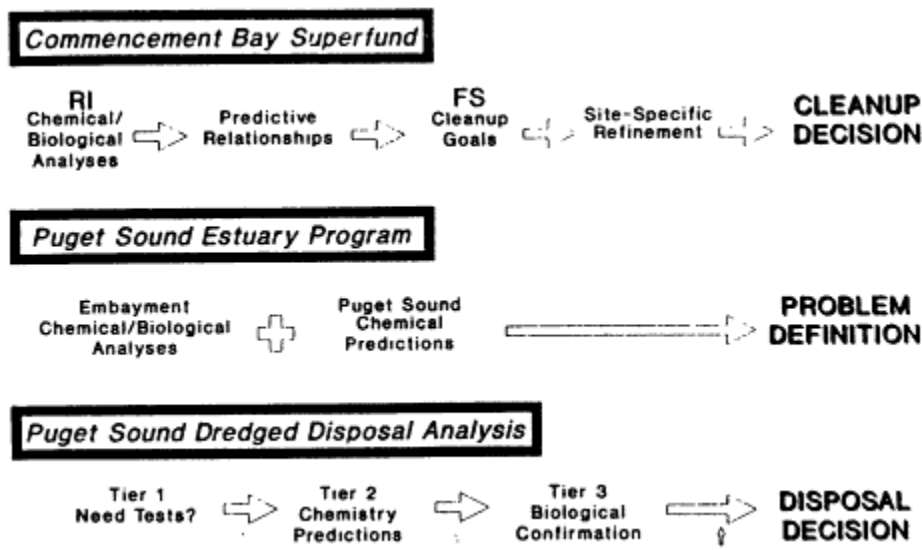 Commencement Bay Superfund
RI
Chemical/
Biological
Analyses
Predictive
Relationships
FS
Cleanup
Goals
Site-Specific
Refinement
CLEANUP
DECISION
Puget Sound Estuary Program
Embayment
Chemical/Biological
Analyses
Puget Sound
Chemical
Predictions
PROBLEM
DEFINITION
Puget Sound Dredged Disposal Analysis
Tier 1
Need Tests?
Tier 2
Chemistry
Predictions
Tier 3
Biological
Confirmation
DISPOSAL
DECISION